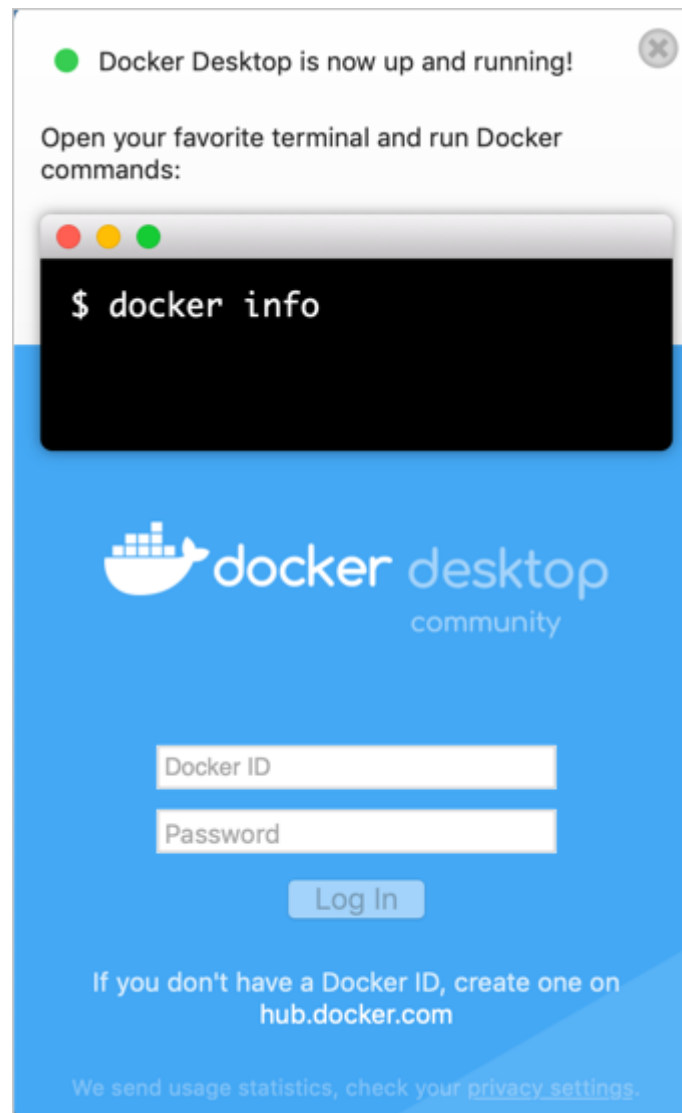 Docker Desktop is now up and running!
Open your favorite terminal and run Docker
commands:
$ docker info
docker desktop
community
Docker ID
Password
Log In
If you don't have a Docker ID, create one on
hub.docker.com
We send usage statistics, check your privacy settings.